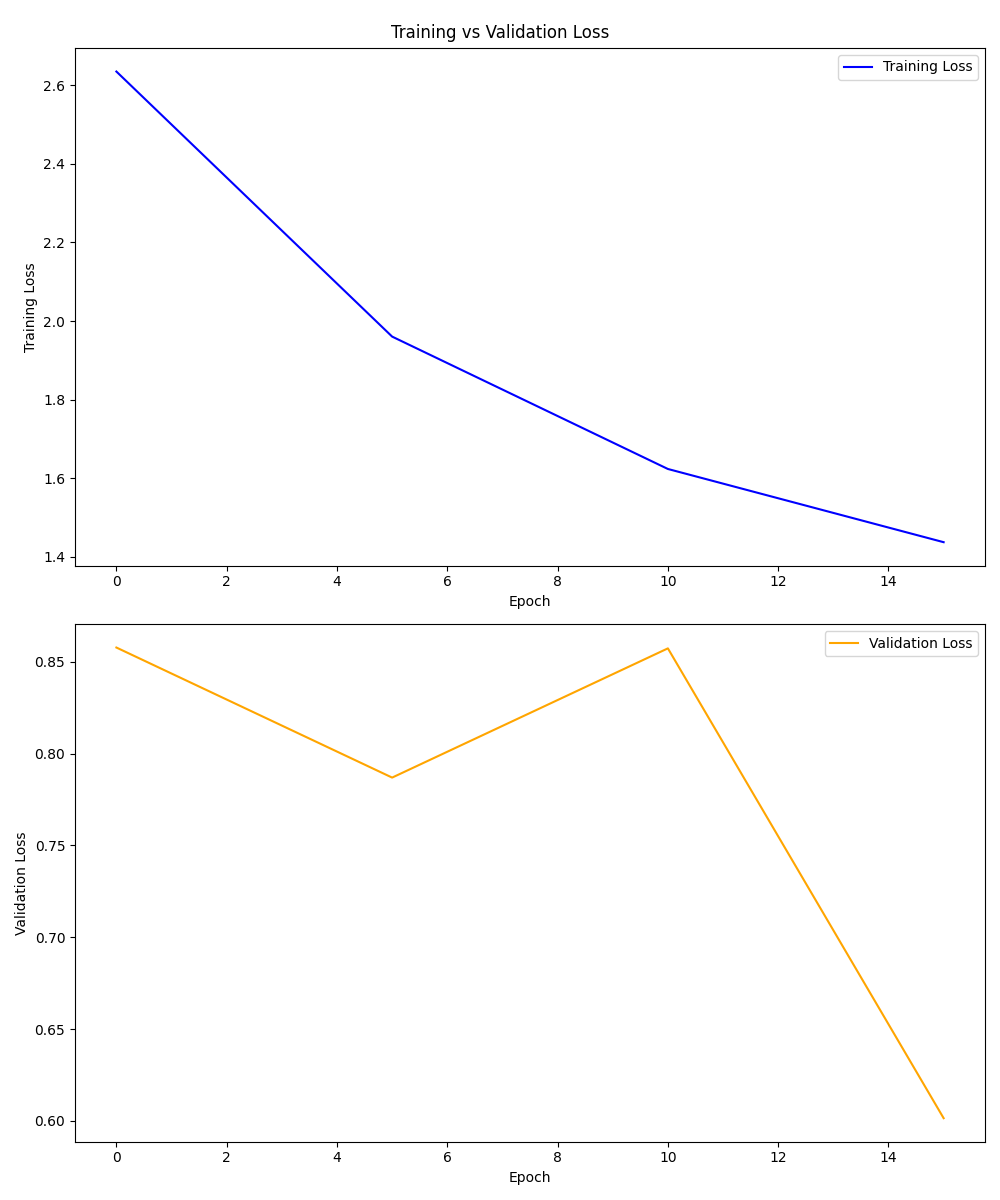 Training vs Validation Loss
Training Loss
2.6
2.4
2.2
2.0
1.8
1.6
1.4
Training Loss
0 2 4 6 8 10 12 14
Epoch
Validation Loss
0.85
0.80
0.75
0.70
0.65
0.60
Validation Loss
0 2 4 6 8 10 12 14
Epoch